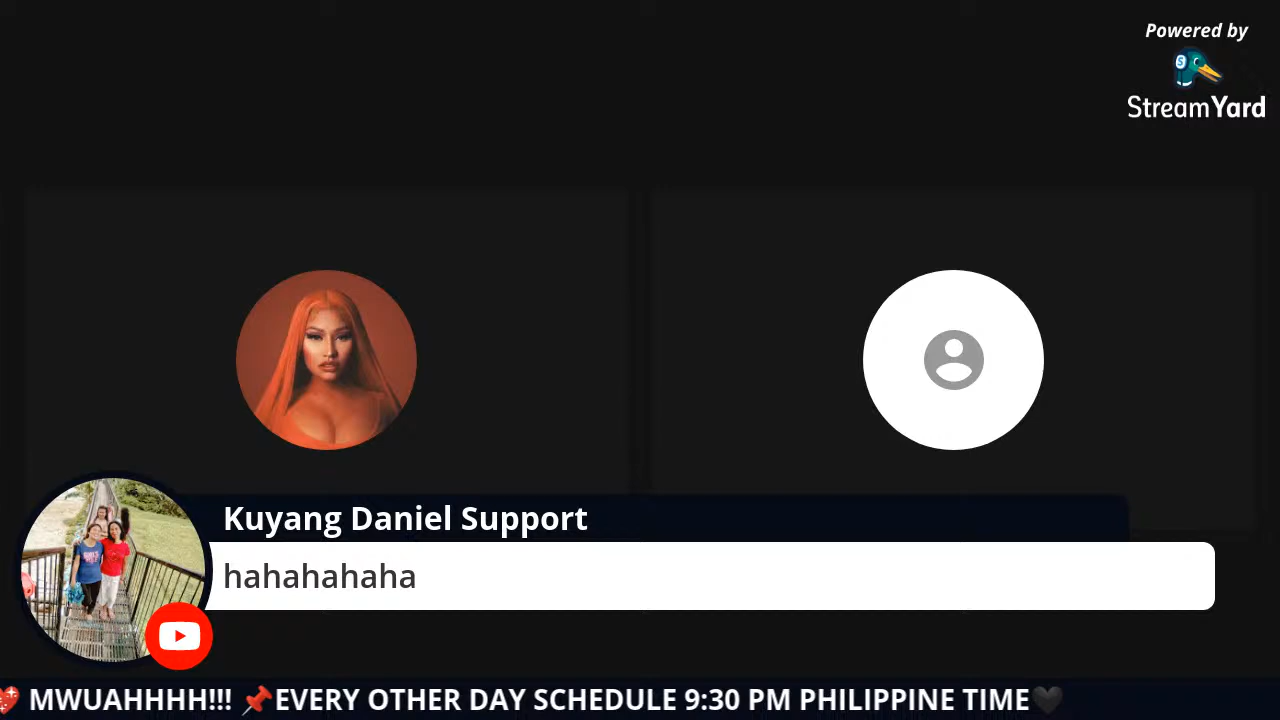 Powered by
StreamYard
Kuyang Daniel Support
hahahahaha
MWUAHHHH!!! 📌EVERY OTHER DAY SCHEDULE 9:30 PM PHILIPPINE TIME🖤